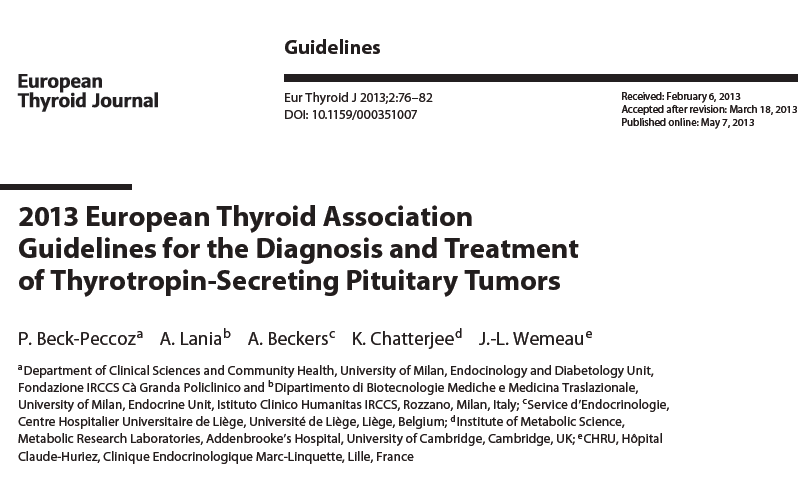 Guidelines
European
Thyroid Journal
Eur Thyroid J 2013;2:76–82
DOI: 10.1159/000351007
Received: February 6, 2013
Accepted after revision: March 18, 2013
Published online: May 7, 2013
2013 European Thyroid Association
Guidelines for the Diagnosis and Treatment
of Thyrotropin-Secreting Pituitary Tumors
P. Beck-Peccoz^a A. Lania^b A. Beckers^c K. Chatterjee^d J.-L. Wemeau^e
^a Department of Clinical Sciences and Community Health, University of Milan, Endocinology and Diabetology Unit,
Fondazione IRCCS Cà Granda Policlinico and ^b Dipartimento di Biotecnologie Mediche e Medicina Traslazionale,
University of Milan, Endocrine Unit, Istituto Clinico Humanitas IRCCS, Rozzano, Milan, Italy; ^c Service d'Endocrinologie,
Centre Hospitalier Universitaire de Liège, Université de Liège, Liège, Belgium; ^d Institute of Metabolic Science,
Metabolic Research Laboratories, Addenbrooke's Hospital, University of Cambridge, Cambridge, UK; ^e CHRU, Hôpital
Claude-Huriez, Clinique Endocrinologique Marc-Linquette, Lille, France